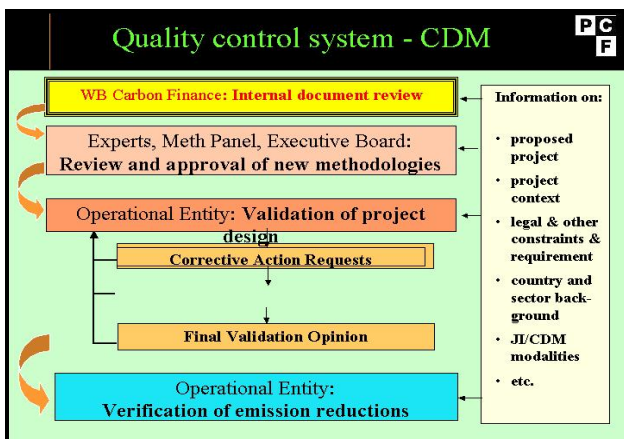 Quality control system - CDM
P C
F
WB Carbon Finance: Internal document review
Experts, Meth Panel, Executive Board:
Review and approval of new methodologies
Operational Entity: Validation of project
design
Corrective Action Requests
Final Validation Opinion
Operational Entity:
Verification of emission reductions
Information on:
• proposed
project
• project
context
• legal & other
constraints &
requirement
• country and
sector back-
ground
• JI/CDM
modalities
• etc.